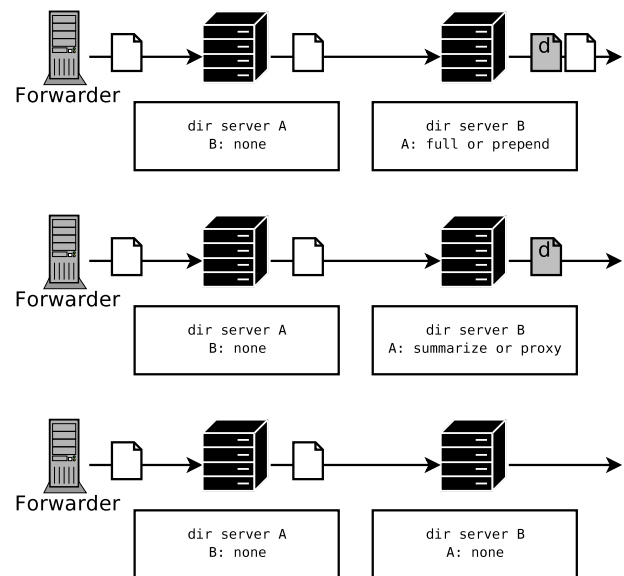 d
Forwarder
dir server A
B: none
dir server B
A: full or prepend
d
Forwarder
dir server A
B: none
dir server B
A: summarize or proxy
Forwarder
dir server A
B: none
dir server B
A: none